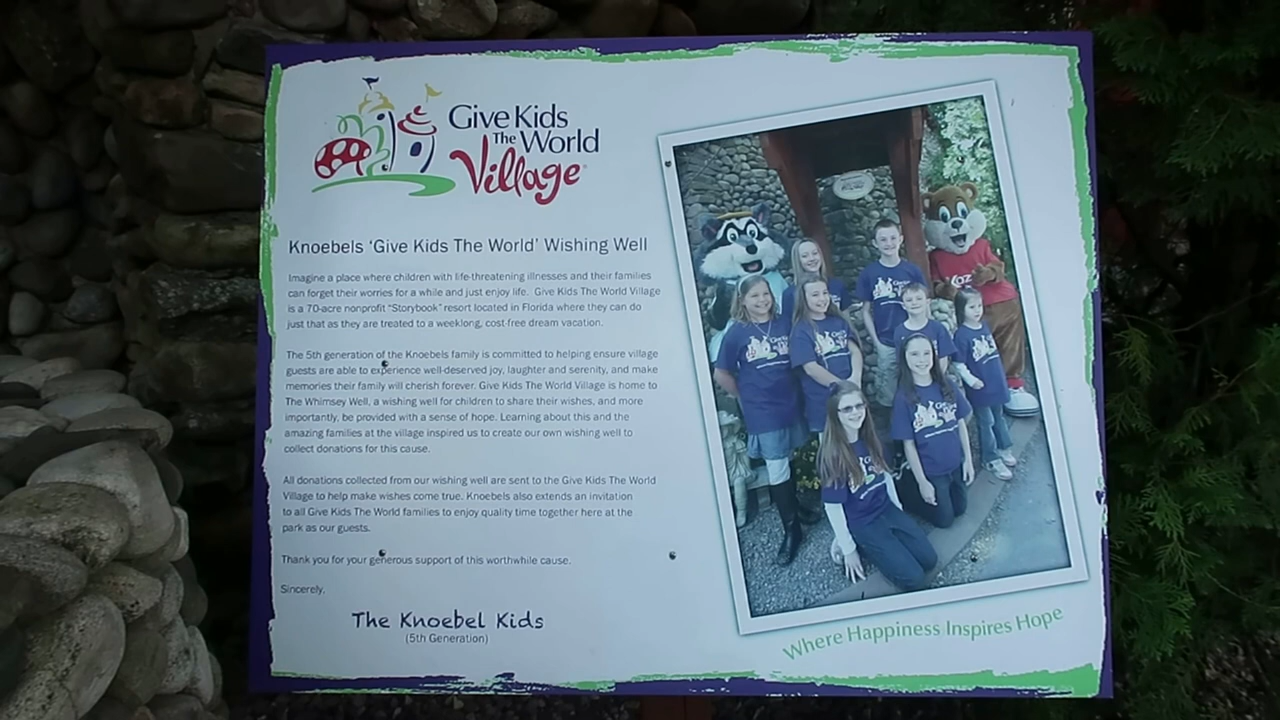 Give Kids
The World
Village
Knoebels 'Give Kids The World' Wishing Well
Imagine a place where children with life-threatening illnesses and their families
can forget their worries for a while and just enjoy life. Give Kids The World Village
is a 70-acre nonprofit "Storybook" resort located in Florida where they can do
just that as they are treated to a weeklong, cost-free dream vacation.
The 5th generation of the Knoebels family is committed to helping ensure village
guests are able to experience well-deserved joy, laughter and serenity, and make
memories their family will cherish forever. Give Kids The World Village is home to
The Whimsey Well, a wishing well for children to share their wishes, and more
importantly, be provided with a sense of hope. Learning about this and the
amazing families at the village inspired us to create our own wishing well to
collect donations for this cause.
All donations collected from our wishing well are sent to the Give Kids The World
Village to help make wishes come true. Knoebels also extends an invitation
to all Give Kids The World families to enjoy quality time together here at the
park as our guests.
Thank you for your generous support of this worthwhile cause.
Sincerely,
The Knoebel Kids
(5th Generation)
Where Happiness Inspires Hope